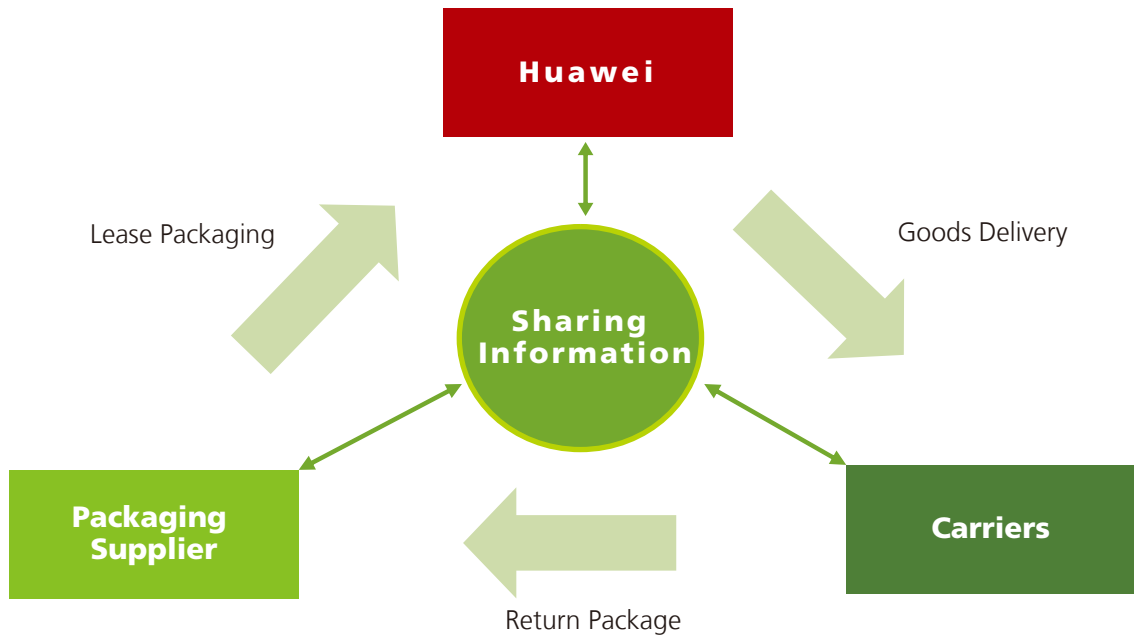 Huawei
Lease Packaging
Goods Delivery
Sharing
Information
Packaging
Supplier
Carriers
Return Package